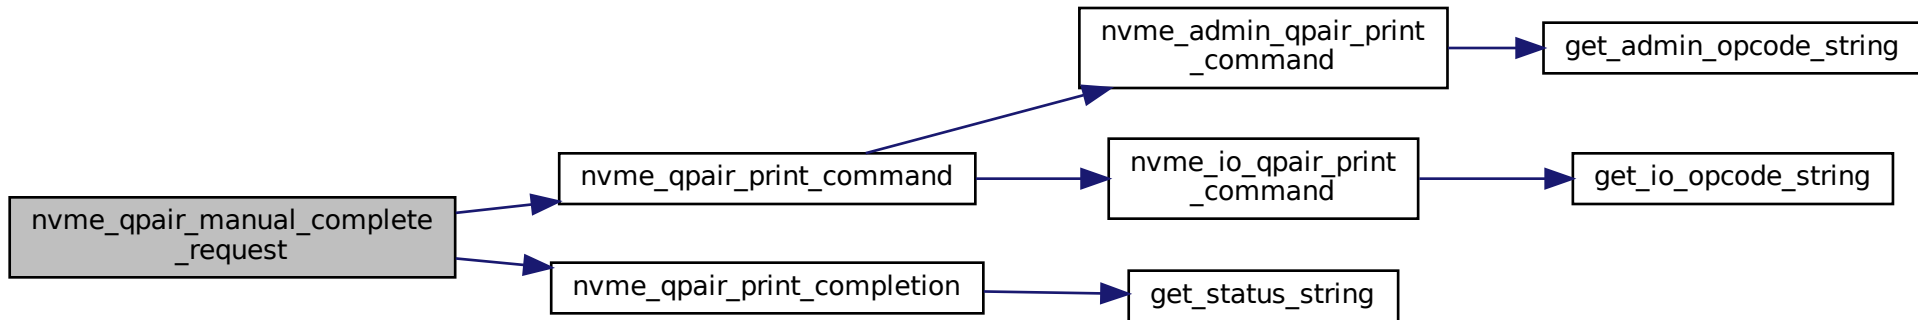 nvme_qpair_manual_complete
_request
nvme_qpair_print_command
nvme_qpair_print_completion
nvme_admin_qpair_print
_command
nvme_io_qpair_print
_command
get_status_string
get_admin_opcode_string
get_io_opcode_string